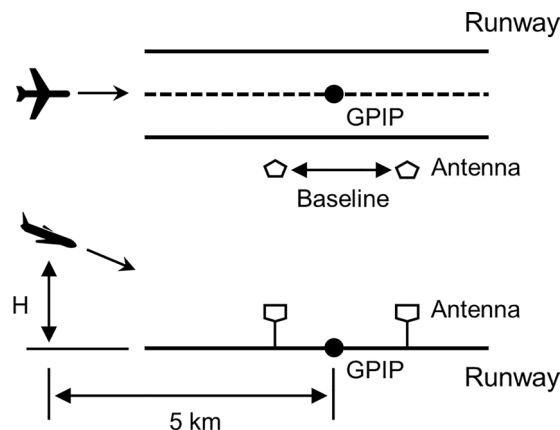 Runway
GPIP
Antenna
Baseline
H
Antenna
GPIP
Runway
5 km